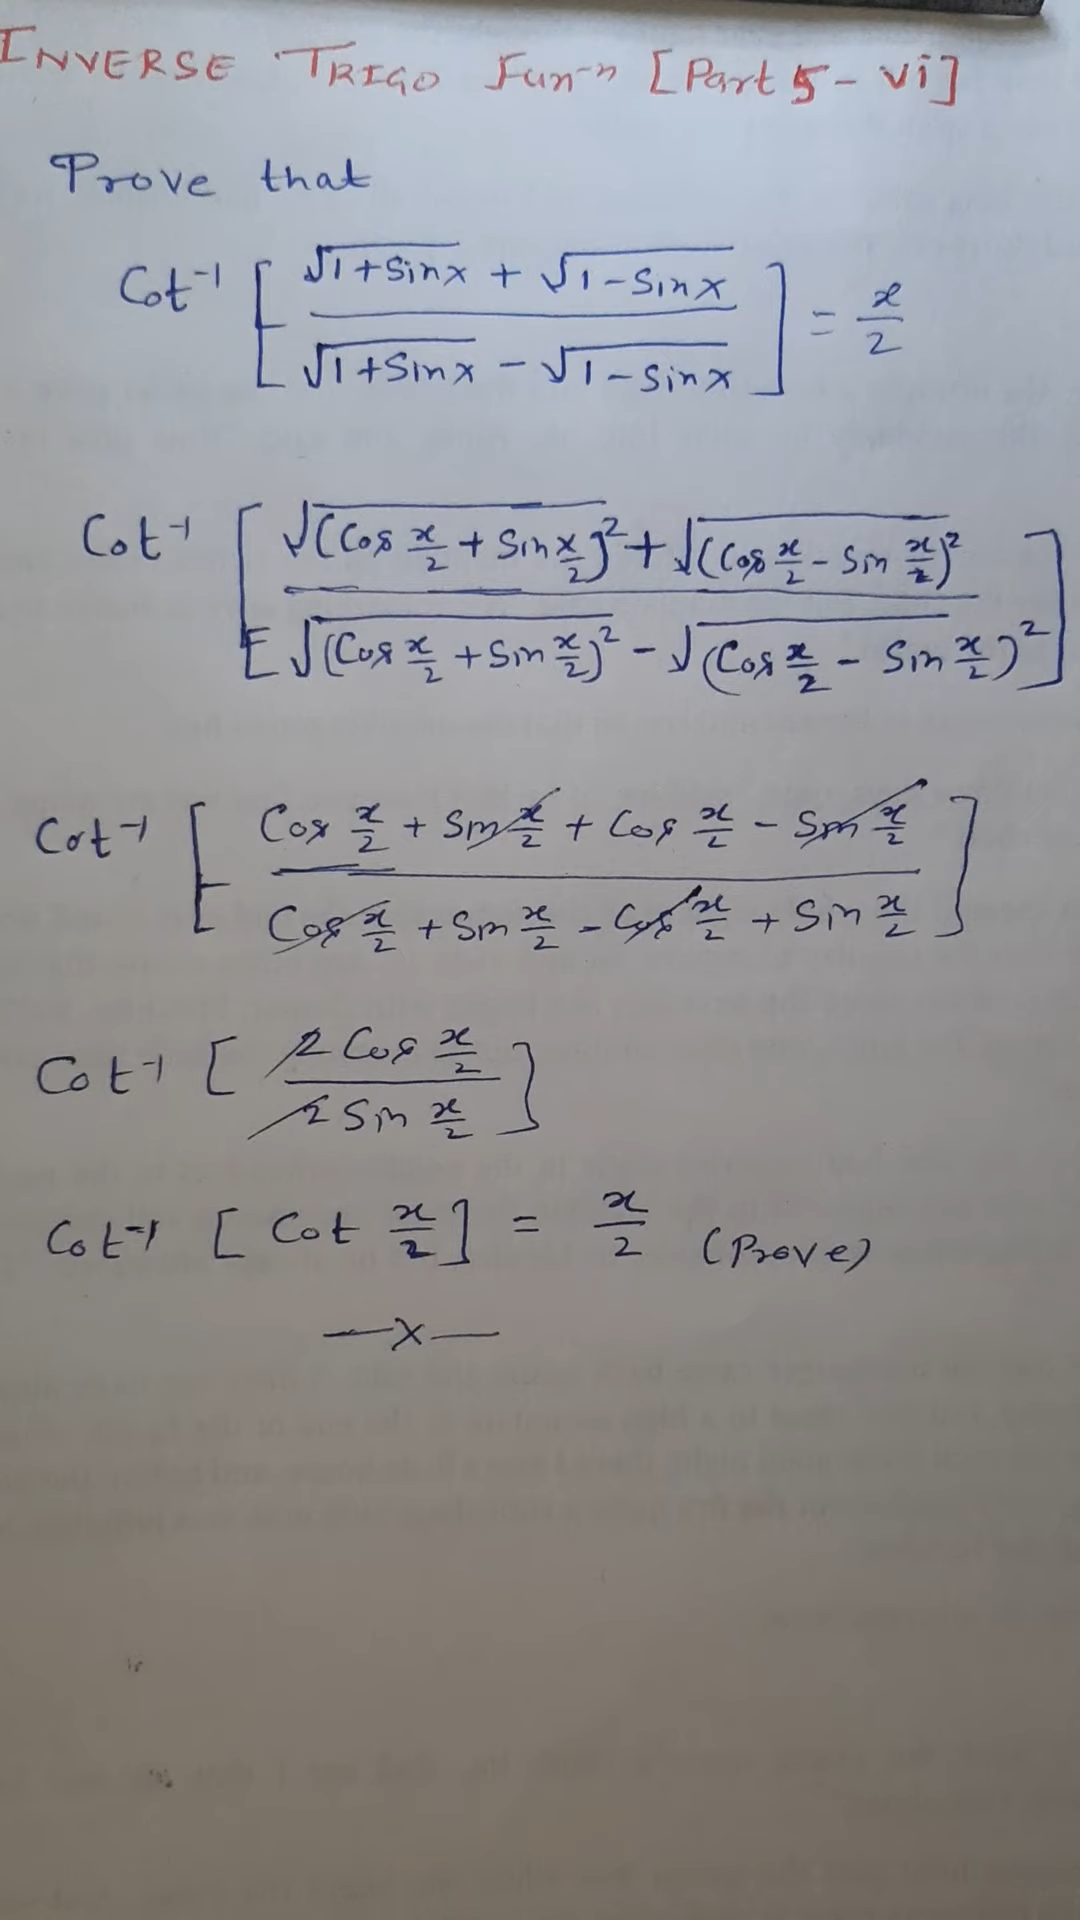 INVERSE TRIGO Fun-n [Part 5 - vi]
Prove that
Cot⁻¹ [ (√1+Sinx + √1-Sinx) / (√1+Sinx - √1-Sinx) ] = x/2
Cot⁻¹ [ (√(Cos x/2 + Sin x/2)² + √(Cos x/2 - Sin x/2)²) / (√(Cos x/2 + Sin x/2)² - √(Cos x/2 - Sin x/2)²) ]
Cot⁻¹ [ (Cos x/2 + Sin x/2 + Cos x/2 - Sin x/2) / (Cos x/2 + Sin x/2 - Cos x/2 + Sin x/2) ]
Cot⁻¹ [ (2 Cos x/2) / (2 Sin x/2) ]
Cot⁻¹ [ Cot x/2 ] = x/2 (Prove)
—x—